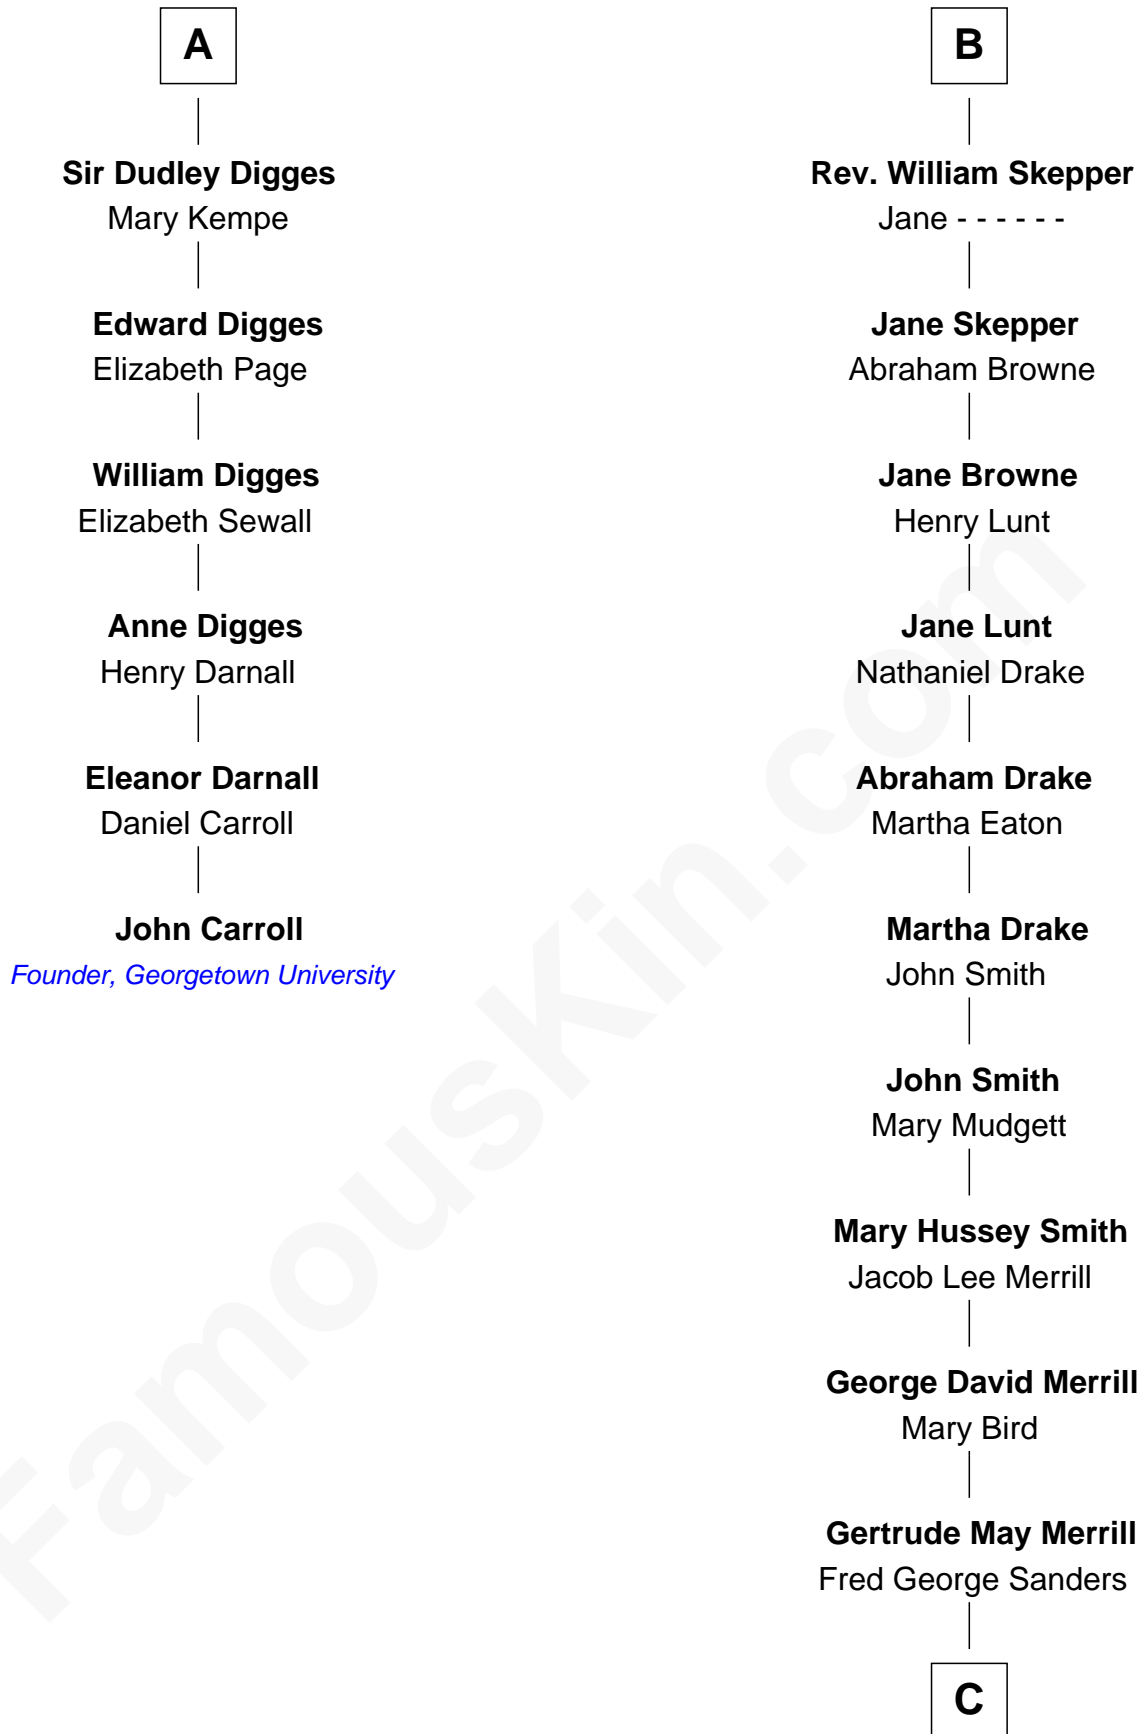 A
Sir Dudley Digges
Mary Kempe
Edward Digges
Elizabeth Page
William Digges
Elizabeth Sewall
Anne Digges
Henry Darnall
Eleanor Darnall
Daniel Carroll
John Carroll
Founder, Georgetown University
B
Rev. William Skepper
Jane - - - - - -
Jane Skepper
Abraham Browne
Jane Browne
Henry Lunt
Jane Lunt
Nathaniel Drake
Abraham Drake
Martha Eaton
Martha Drake
John Smith
John Smith
Mary Mudgett
Mary Hussey Smith
Jacob Lee Merrill
George David Merrill
Mary Bird
Gertrude May Merrill
Fred George Sanders
C
FamousKin.com